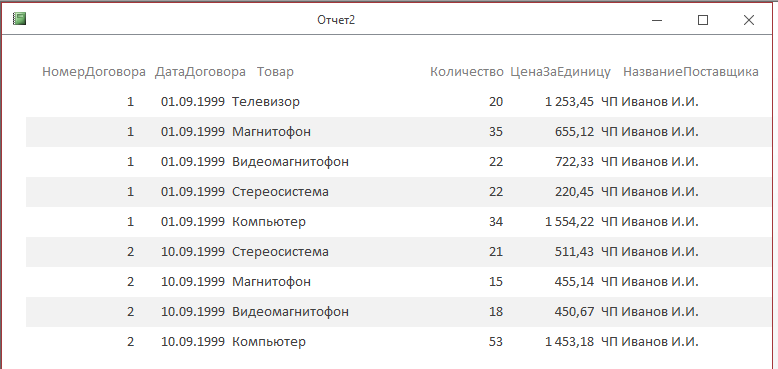 Отчет2
НомерДоговора ДатаДоговора Товар Количество ЦенаЗаЕдиницу НазваниеПоставщика
1 01.09.1999 Телевизор 20 1 253,45 ЧП Иванов И.И.
1 01.09.1999 Магнитофон 35 655,12 ЧП Иванов И.И.
1 01.09.1999 Видеомагнитофон 22 722,33 ЧП Иванов И.И.
1 01.09.1999 Стереосистема 22 220,45 ЧП Иванов И.И.
1 01.09.1999 Компьютер 34 1 554,22 ЧП Иванов И.И.
2 10.09.1999 Стереосистема 21 511,43 ЧП Иванов И.И.
2 10.09.1999 Магнитофон 15 455,14 ЧП Иванов И.И.
2 10.09.1999 Видеомагнитофон 18 450,67 ЧП Иванов И.И.
2 10.09.1999 Компьютер 53 1 453,18 ЧП Иванов И.И.